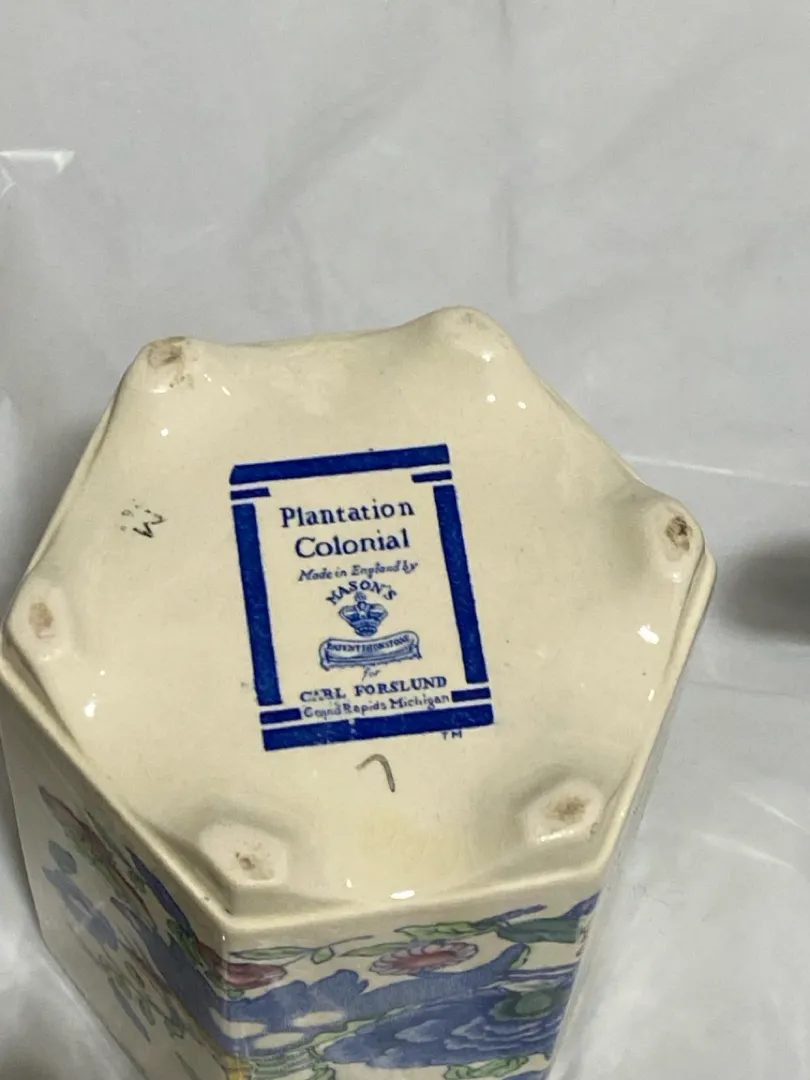 Plantation
Colonial
Made in England by
MASON'S
PATENT IRONSTONE
for
CARL FORSLUND
Grand Rapids Michigan
TM